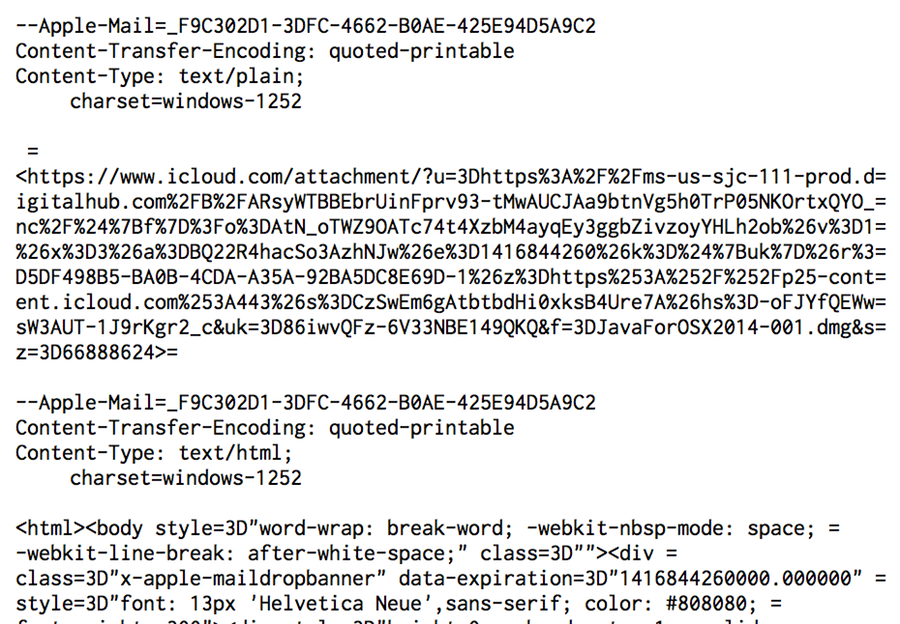 --Apple-Mail=_F9C302D1-3DFC-4662-B0AE-425E94D5A9C2
Content-Transfer-Encoding: quoted-printable
Content-Type: text/plain;
charset=windows-1252
=
<https://www.icloud.com/attachment/?u=3Dhttps%3A%2F%2Fms-us-sjc-111-prod.d=
igitalhub.com%2FB%2FARsyWTBBEbrUinFprv93-tMwAUCJAa9btnVg5h0TrP05NKOrtxQYO_=
nc%2F%24%7Bf%7D%3Fo%3DAtN_oTWZ9OATc74t4XzbM4ayqEy3ggbZivzoyYHLh2ob%26v%3D1=
%26x%3D3%26a%3DBQ22R4hacSo3AzhNJw%26e%3D1416844260%26k%3D%24%7Buk%7D%26r%3=
D5DF498B5-BA0B-4CDA-A35A-92BA5DC8E69D-1%26z%3Dhttps%253A%252F%252Fp25-cont=
ent.icloud.com%253A443%26s%3DCzSwEm6gAtbtbdHi0xksB4Ure7A%26hs%3D-oFJYfQEWw=
sW3AUT-1J9rKgr2_c&uk=3D86iwvQFz-6V33NBE149QKQ&f=3DJavaForOSX2014-001.dmg&s=
z=3D66888624>=
--Apple-Mail=_F9C302D1-3DFC-4662-B0AE-425E94D5A9C2
Content-Transfer-Encoding: quoted-printable
Content-Type: text/html;
charset=windows-1252
<html><body style=3D"word-wrap: break-word; -webkit-nbsp-mode: space; =
-webkit-line-break: after-white-space;" class=3D""><div =
class=3D"x-apple-maildropbanner" data-expiration=3D"1416844260000.000000" =
style=3D"font: 13px 'Helvetica Neue',sans-serif; color: #808080; =